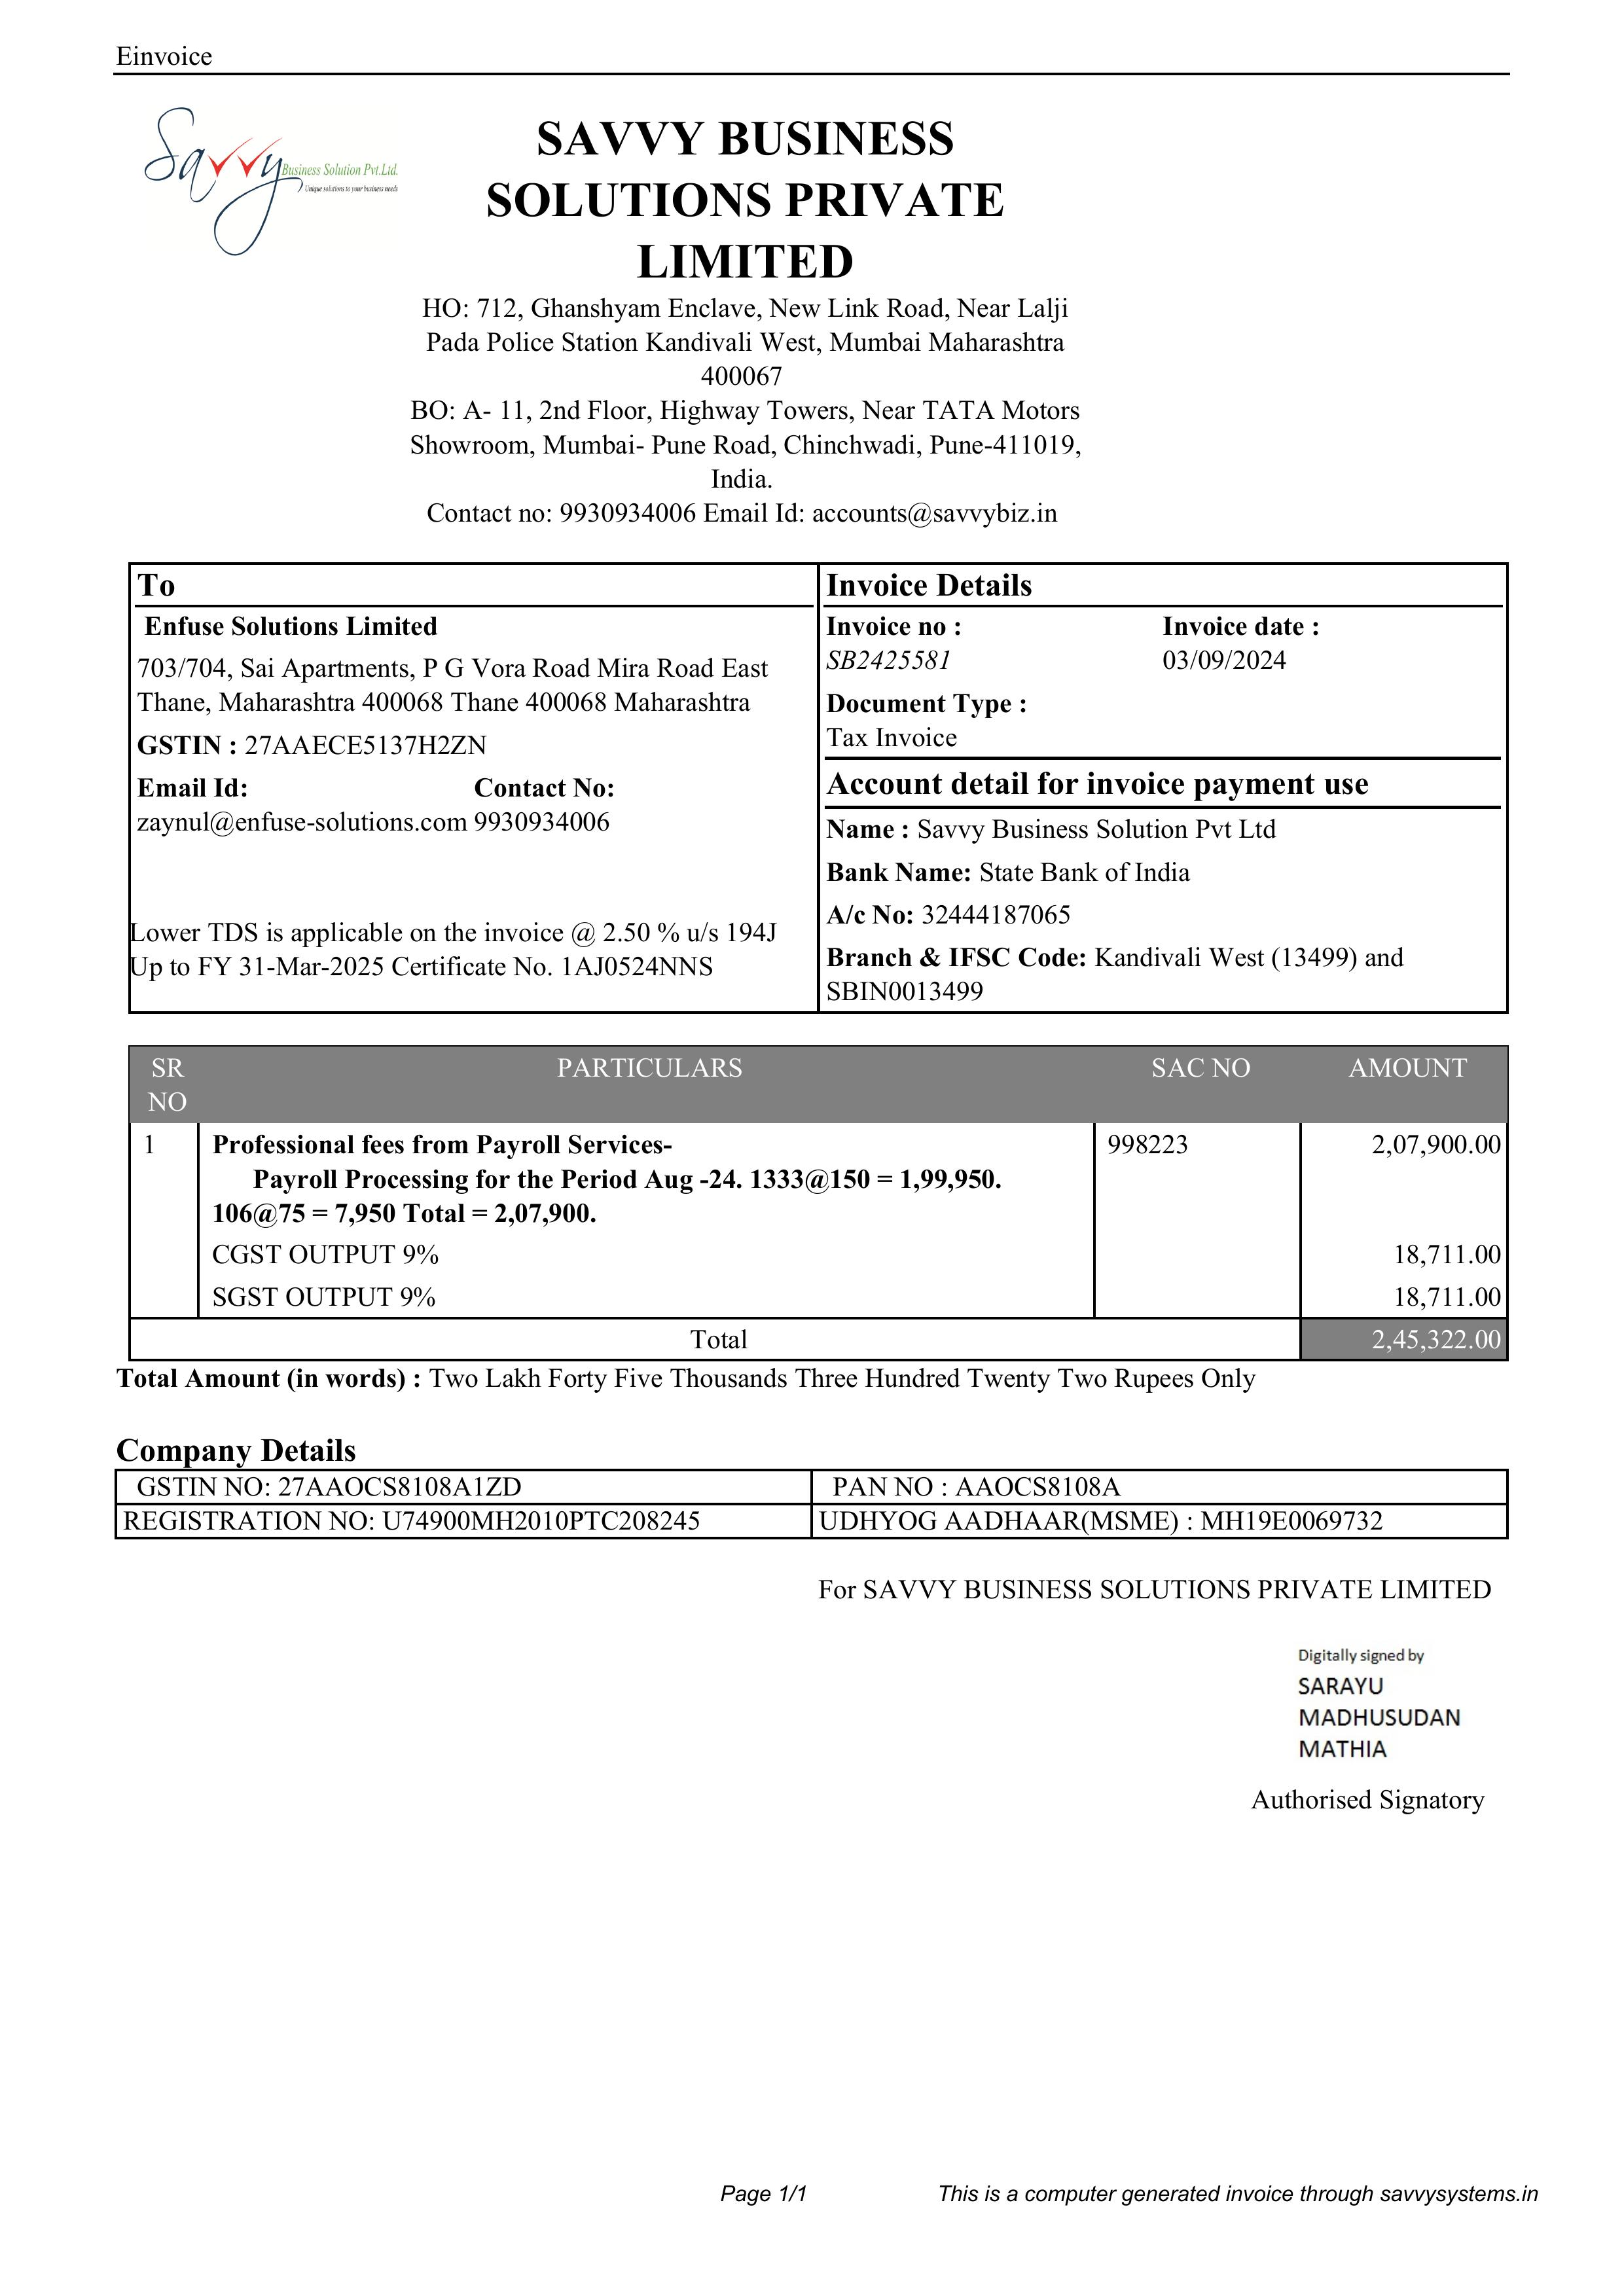 Einvoice
Savvy Business Solution Pvt.Ltd.
Unique solutions to your business needs
SAVVY BUSINESS
SOLUTIONS PRIVATE
LIMITED
HO: 712, Ghanshyam Enclave, New Link Road, Near Lalji
Pada Police Station Kandivali West, Mumbai Maharashtra
400067
BO: A- 11, 2nd Floor, Highway Towers, Near TATA Motors
Showroom, Mumbai- Pune Road, Chinchwadi, Pune-411019,
India.
Contact no: 9930934006 Email Id: accounts@savvybiz.in
To
Enfuse Solutions Limited
703/704, Sai Apartments, P G Vora Road Mira Road East
Thane, Maharashtra 400068 Thane 400068 Maharashtra
GSTIN : 27AAECE5137H2ZN
Email Id: Contact No:
zaynul@enfuse-solutions.com 9930934006
Lower TDS is applicable on the invoice @ 2.50 % u/s 194J
Up to FY 31-Mar-2025 Certificate No. 1AJ0524NNS
Invoice Details
Invoice no : Invoice date :
SB2425581 03/09/2024
Document Type :
Tax Invoice
Account detail for invoice payment use
Name : Savvy Business Solution Pvt Ltd
Bank Name: State Bank of India
A/c No: 32444187065
Branch & IFSC Code: Kandivali West (13499) and
SBIN0013499
SR PARTICULARS SAC NO AMOUNT
NO
1 Professional fees from Payroll Services- 998223 2,07,900.00
Payroll Processing for the Period Aug -24. 1333@150 = 1,99,950.
106@75 = 7,950 Total = 2,07,900.
CGST OUTPUT 9% 18,711.00
SGST OUTPUT 9% 18,711.00
Total 2,45,322.00
Total Amount (in words) : Two Lakh Forty Five Thousands Three Hundred Twenty Two Rupees Only
Company Details
GSTIN NO: 27AAOCS8108A1ZD PAN NO : AAOCS8108A
REGISTRATION NO: U74900MH2010PTC208245 UDHYOG AADHAAR(MSME) : MH19E0069732
For SAVVY BUSINESS SOLUTIONS PRIVATE LIMITED
Digitally signed by
SARAYU
MADHUSUDAN
MATHIA
Authorised Signatory
Page 1/1 This is a computer generated invoice through savvysystems.in